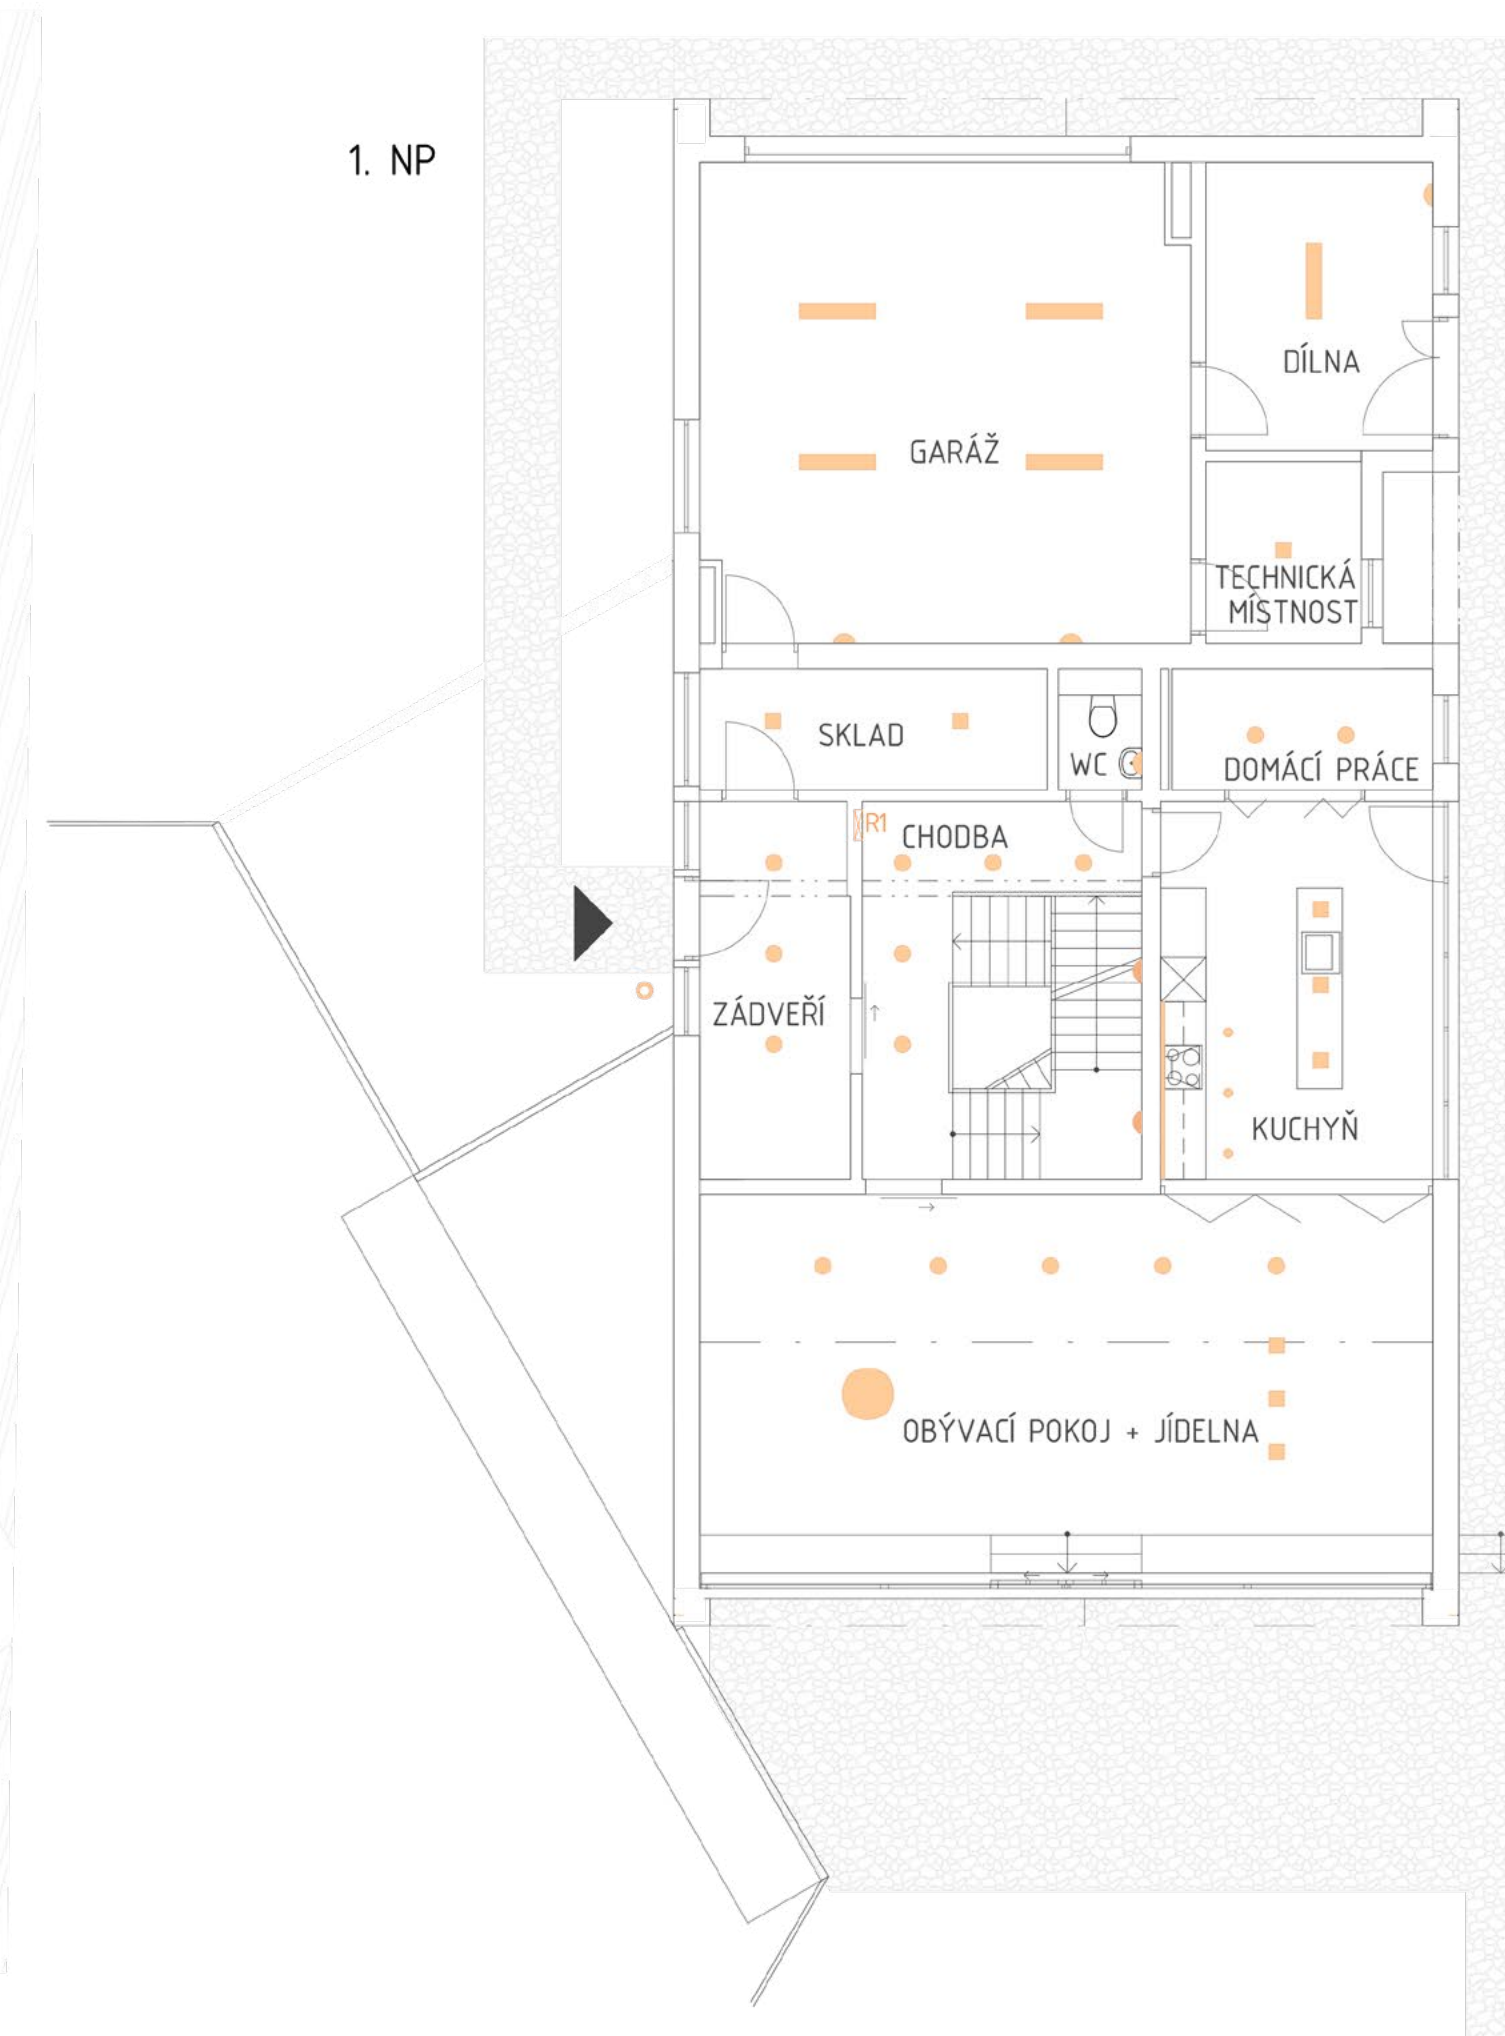 1. NP
DÍLNA
GARÁŽ
TECHNICKÁ
MÍSTNOST
SKLAD
WC
DOMÁCÍ PRÁCE
R1
CHODBA
ZÁDVEŘÍ
KUCHYŇ
OBÝVACÍ POKOJ + JÍDELNA